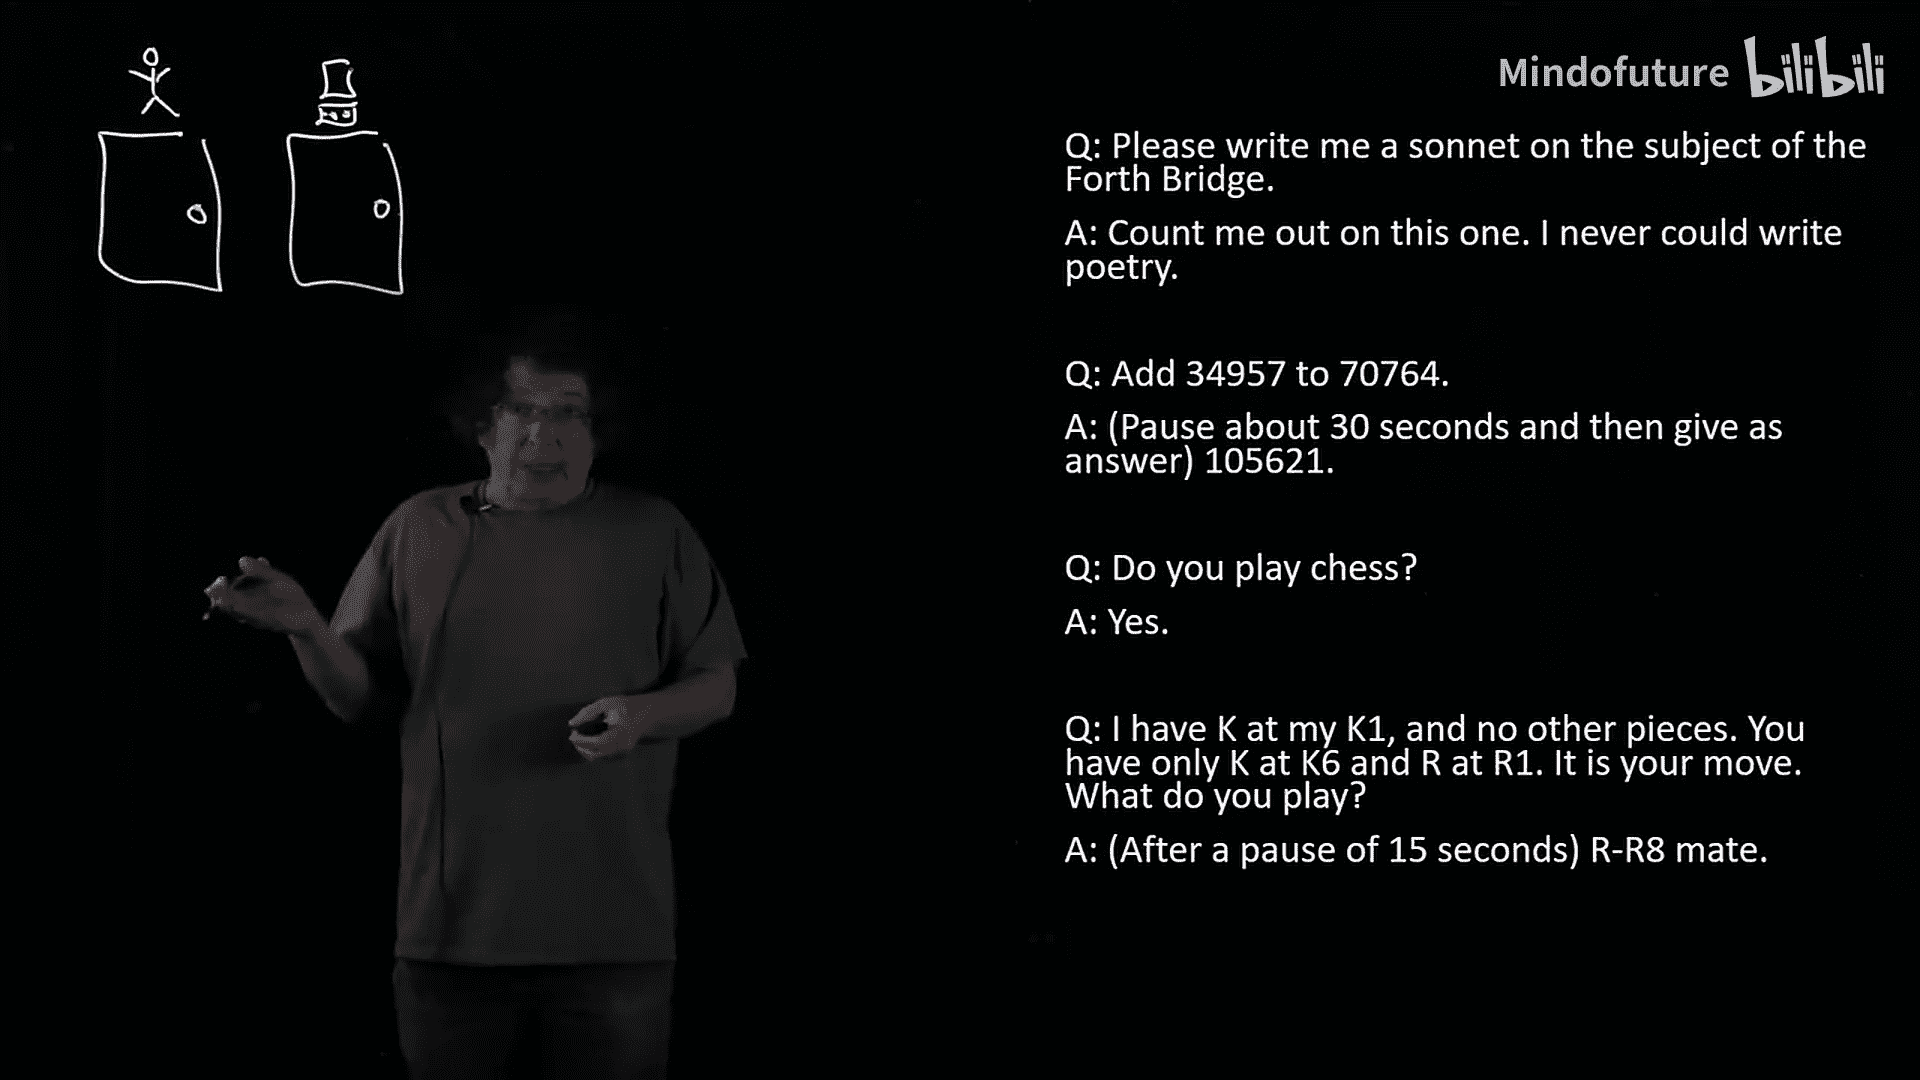 Mindofuture bilibili
Q: Please write me a sonnet on the subject of the
Forth Bridge.
A: Count me out on this one. I never could write
poetry.
Q: Add 34957 to 70764.
A: (Pause about 30 seconds and then give as
answer) 105621.
Q: Do you play chess?
A: Yes.
Q: I have K at my K1, and no other pieces. You
have only K at K6 and R at R1. It is your move.
What do you play?
A: (After a pause of 15 seconds) R-R8 mate.